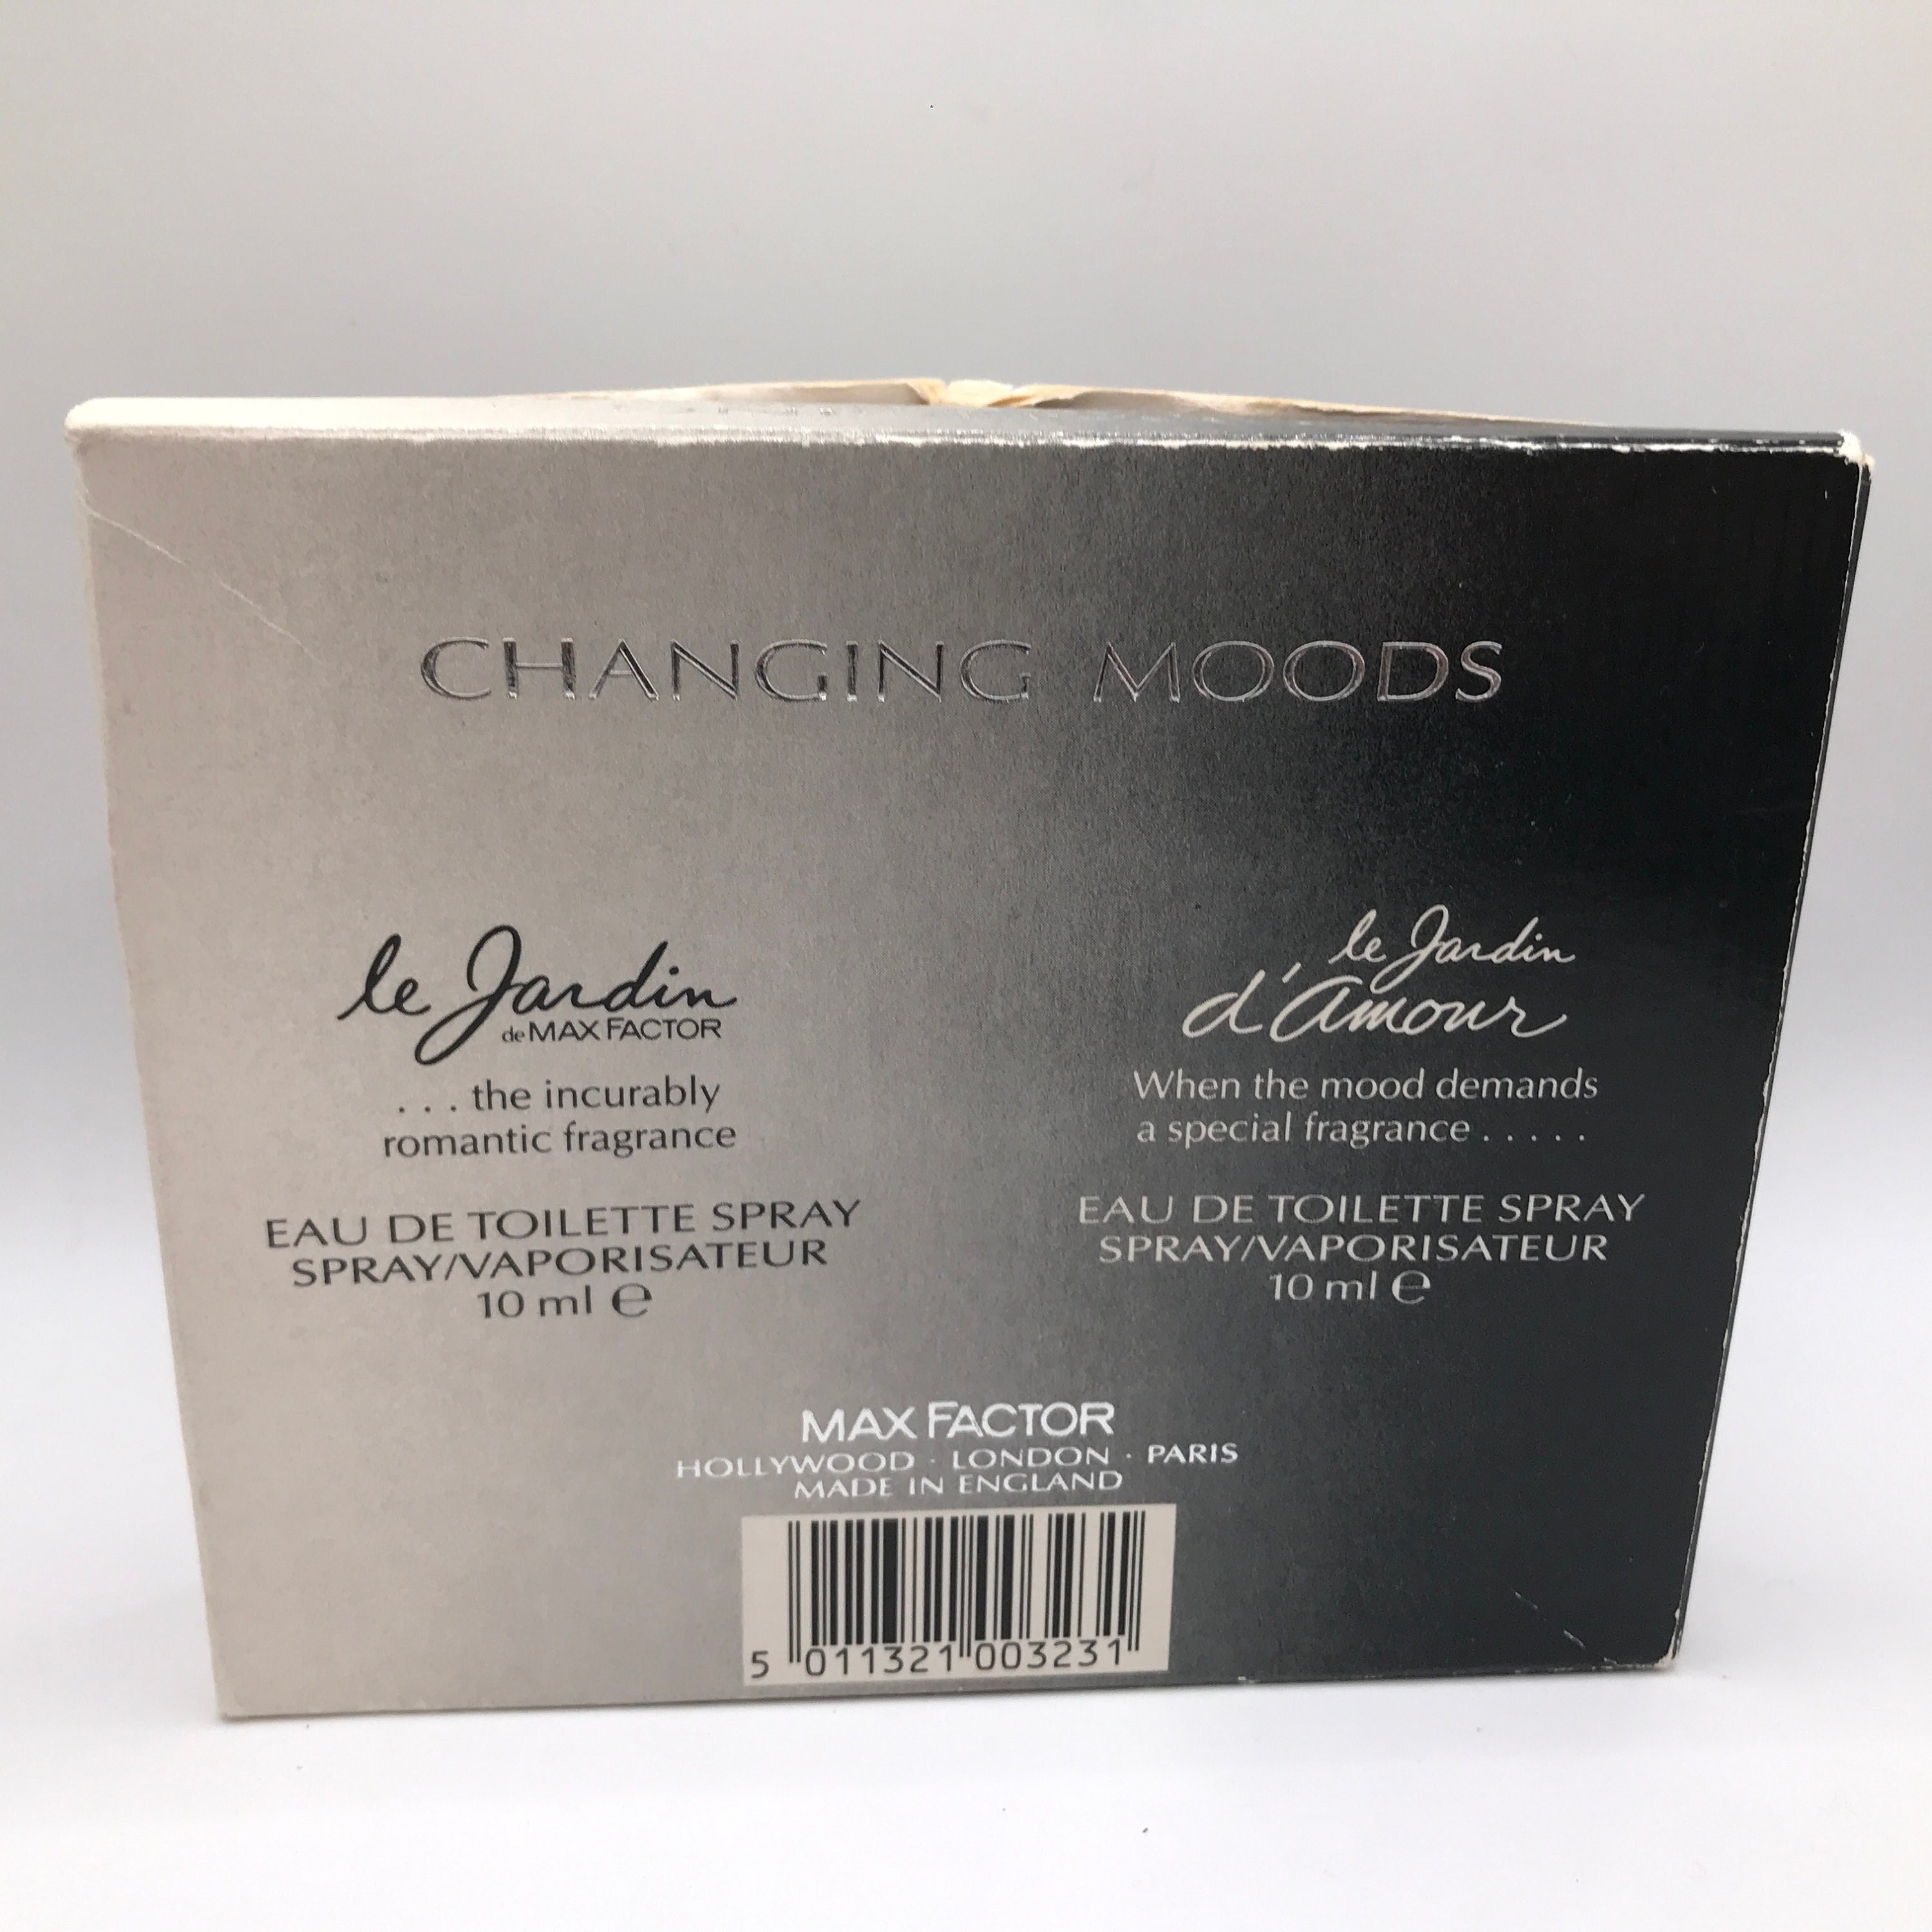 CHANGING MOODS
le Jardin
de MAX FACTOR
. . . the incurably
romantic fragrance
EAU DE TOILETTE SPRAY
SPRAY/VAPORISATEUR
10 ml ℮
le Jardin
d'Amour
When the mood demands
a special fragrance . . . . .
EAU DE TOILETTE SPRAY
SPRAY/VAPORISATEUR
10 ml ℮
MAX FACTOR
HOLLYWOOD · LONDON · PARIS
MADE IN ENGLAND
5 011321 003231